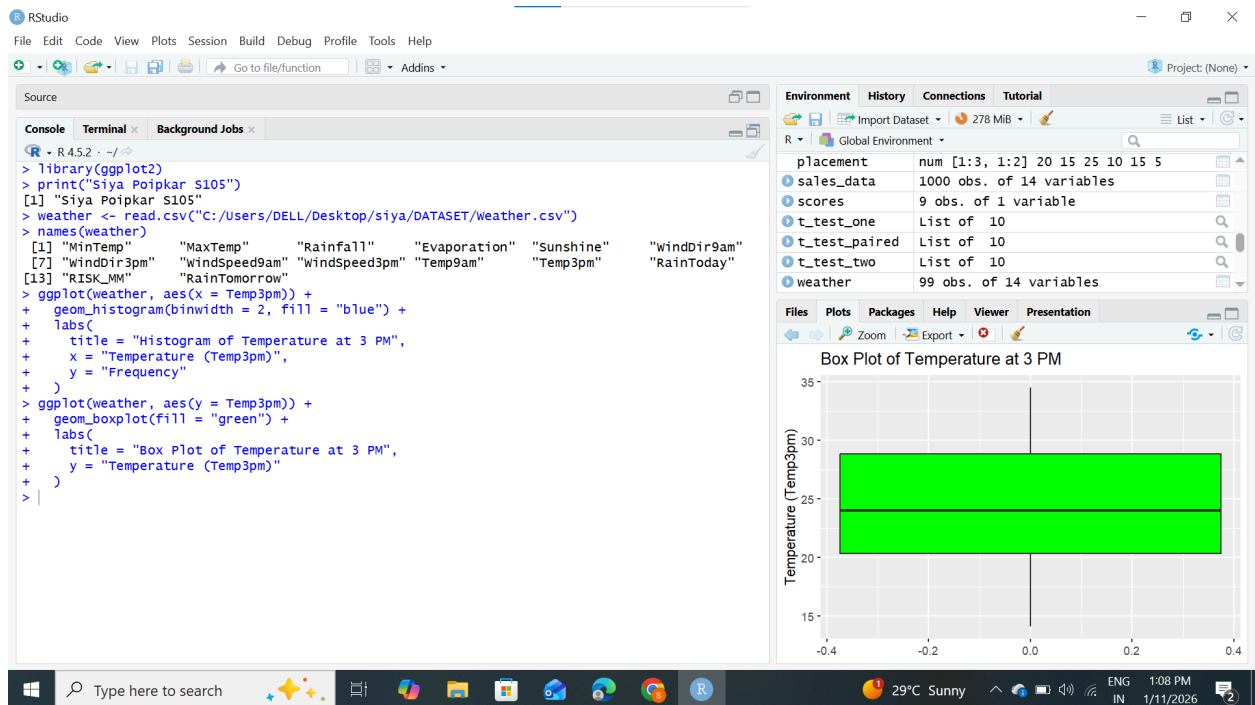 RStudio
File Edit Code View Plots Session Build Debug Profile Tools Help
Go to file/function
Addins
Project: (None)
Source
Console Terminal Background Jobs
R 4.5.2 · ~/
> library(ggplot2)
> print("Siya Poipkar S105")
[1] "Siya Poipkar S105"
> weather <- read.csv("C:/Users/DELL/Desktop/siya/DATASET/Weather.csv")
> names(weather)
[1] "MinTemp" "MaxTemp" "Rainfall" "Evaporation" "Sunshine" "WindDir9am"
[7] "WindDir3pm" "WindSpeed9am" "WindSpeed3pm" "Temp9am" "Temp3pm" "RainToday"
[13] "RISK_MM" "RainTomorrow"
> ggplot(weather, aes(x = Temp3pm)) +
+ geom_histogram(binwidth = 2, fill = "blue") +
+ labs(
+ title = "Histogram of Temperature at 3 PM",
+ x = "Temperature (Temp3pm)",
+ y = "Frequency"
+ )
> ggplot(weather, aes(y = Temp3pm)) +
+ geom_boxplot(fill = "green") +
+ labs(
+ title = "Box Plot of Temperature at 3 PM",
+ y = "Temperature (Temp3pm)"
+ )
>
Environment History Connections Tutorial
Import Dataset 278 MiB List
R Global Environment
placement num [1:3, 1:2] 20 15 25 10 15 5
sales_data 1000 obs. of 14 variables
scores 9 obs. of 1 variable
t_test_one List of 10
t_test_paired List of 10
t_test_two List of 10
weather 99 obs. of 14 variables
Files Plots Packages Help Viewer Presentation
Zoom Export
Box Plot of Temperature at 3 PM
Temperature (Temp3pm)
35
30
25
20
15
-0.4 -0.2 0.0 0.2 0.4
Type here to search
1
29°C Sunny
ENG
IN
1:08 PM
1/11/2026
2